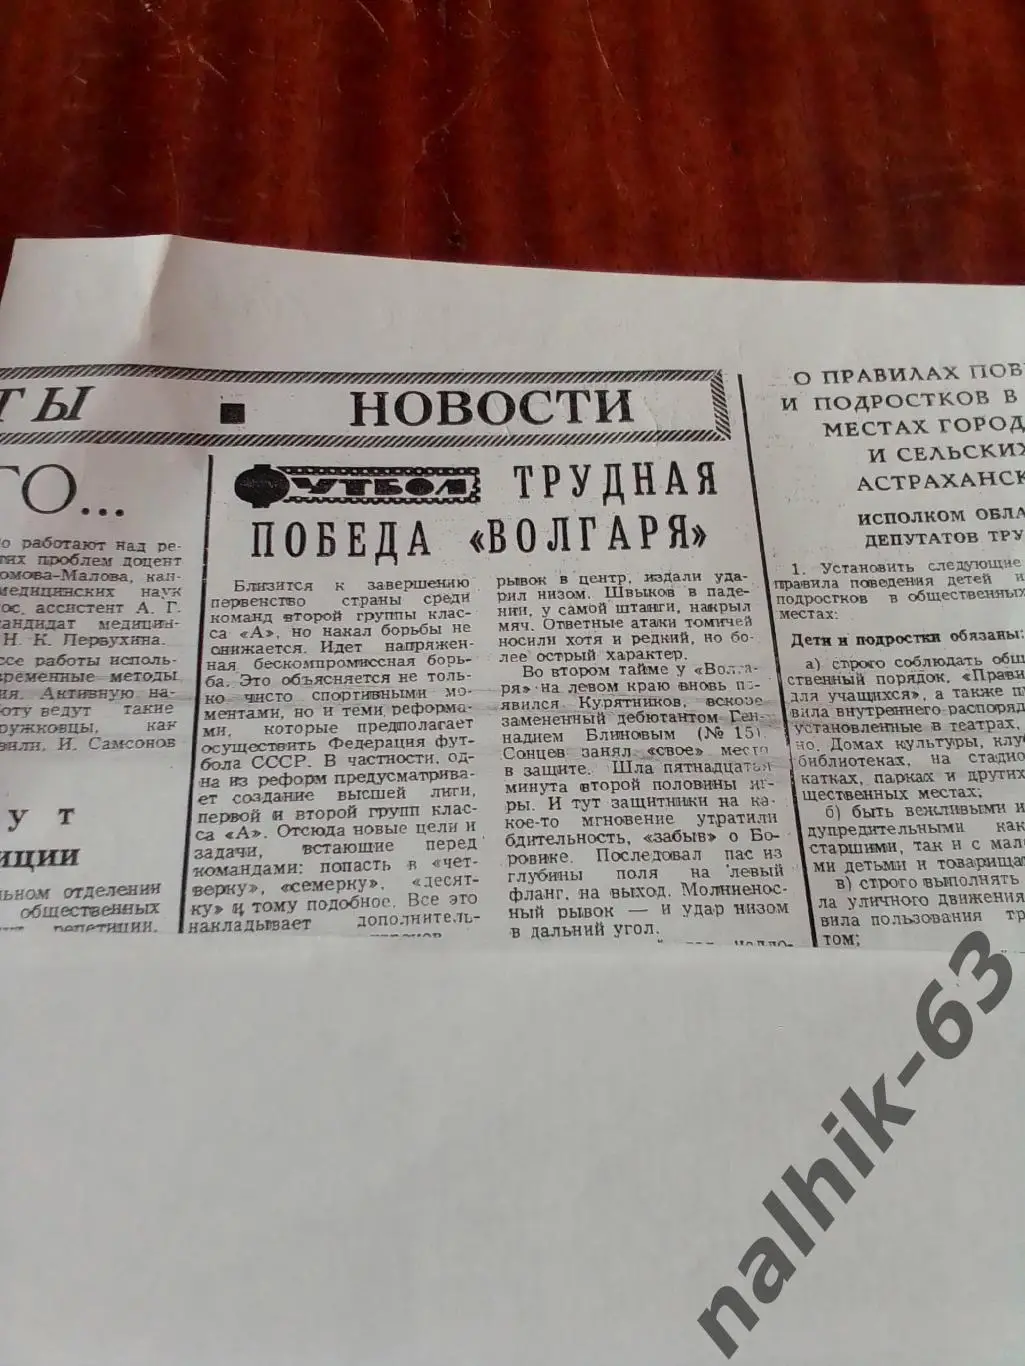 ТЫ ■ НОВОСТИ
ГО...
о работают над ре-
тих проблем доцент
омова-Малова, кан-
медицинских наук
ос, ассистент А. Г.
кандидат медицин-
Н. К. Первухина.
ссе работы исполь-
временные методы
ия. Активную на-
боту ведут такие
ружковцы, как
вили, И. Самсонов
У Т
ИЦИИ
льном отделении
общественных
ут репетиции.
ФУТБОЛ ТРУДНАЯ
ПОБЕДА «ВОЛГАРЯ»
Близится к завершению
первенство страны среди
команд второй группы клас-
са «А», но накал борьбы не
снижается. Идет напряжен-
ная бескомпромиссная борь-
ба. Это объясняется не толь-
ко чисто спортивными мо-
ментами, но и теми реформа-
ми, которые предполагает
осуществить Федерация фут-
бола СССР. В частности, од-
на из реформ предусматрива-
ет создание высшей лиги,
первой и второй групп клас-
са «А». Отсюда новые цели и
задачи, встающие перед
командами: попасть в «чет-
верку», «семерку», «десят-
ку» и тому подобное. Все это
накладывает дополнитель-
рывок в центр, издали уда-
рил низом. Швыков в паде-
нии, у самой штанги, накрыл
мяч. Ответные атаки томичей
носили хотя и редкий, но бо-
лее острый характер.
Во втором тайме у «Волга-
ря» на левом краю вновь по-
явился Курятников, вскоре
замененный дебютантом Ген-
надием Блиновым (№ 15).
Сонцев занял «свое» место
в защите. Шла пятнадцатая
минута второй половины иг-
ры. И тут защитники на ка-
кое-то мгновение утратили
бдительность, «забыв» о Бо-
ровике. Последовал пас из
глубины поля на левый
фланг, на выход. Молниенос-
ный рывок — и удар низом
в дальний угол.
О ПРАВИЛАХ ПОВЕ
И ПОДРОСТКОВ В
МЕСТАХ ГОРОД
И СЕЛЬСКИХ
АСТРАХАНСК
ИСПОЛКОМ ОБЛА
ДЕПУТАТОВ ТРУ
1. Установить следующие
правила поведения детей и
подростков в общественных
местах:
Дети и подростки обязаны:
а) строго соблюдать общ
ственный порядок, «Прави
для учащихся», а также п
вила внутреннего распоряд
установленные в театрах,
но, Домах культуры, клу
библиотеках, на стадио
катках, парках и других
щественных местах;
б) быть вежливыми и
дупредительными как
старшими, так и с мал
ми детьми и товарища
в) строго выполнять
ла уличного движения
вила пользования тр
том;
nalhik-63